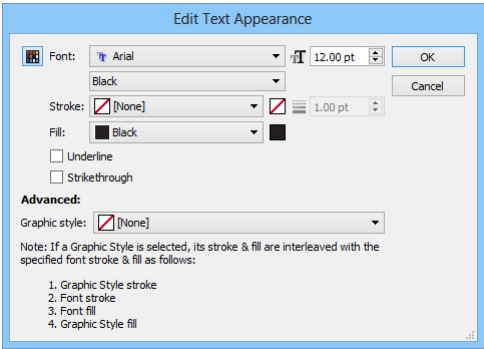 Edit Text Appearance
Font: Arial 12.00 pt OK
Black Cancel
Stroke: [None] 1.00 pt
Fill: Black
Underline
Strikethrough
Advanced:
Graphic style: [None]
Note: If a Graphic Style is selected, its stroke & fill are interleaved with the
specified font stroke & fill as follows:
1. Graphic Style stroke
2. Font stroke
3. Font fill
4. Graphic Style fill